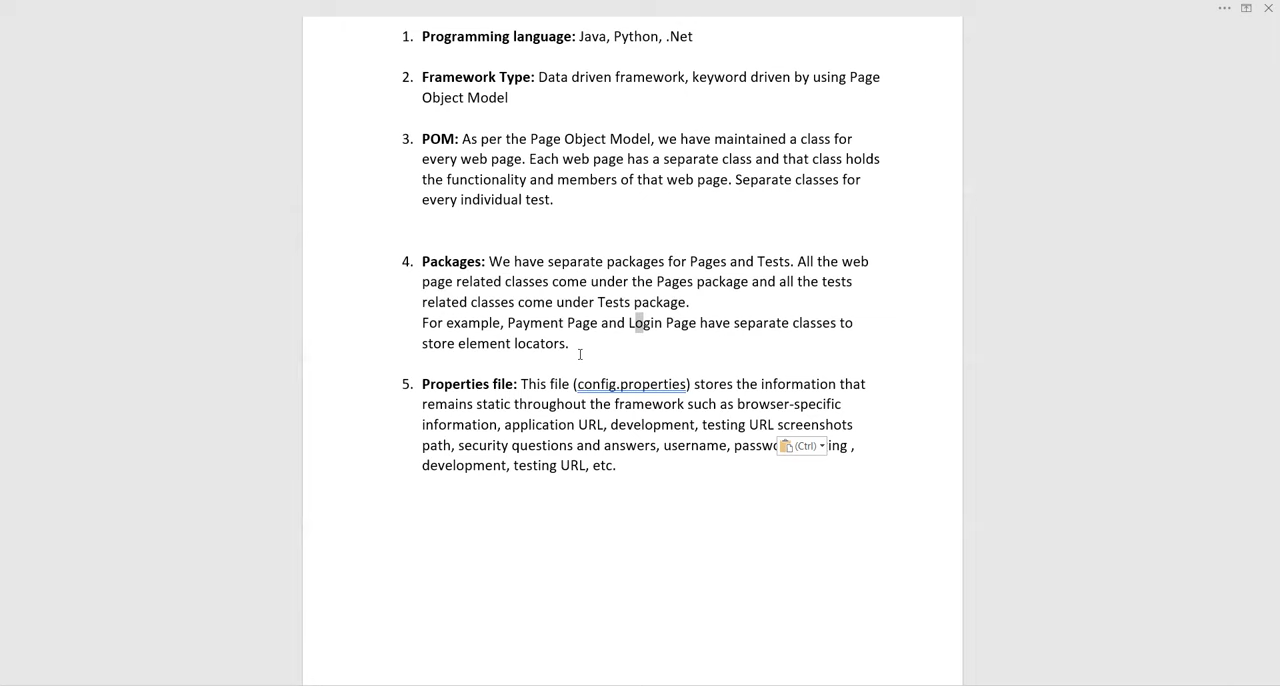 1. Programming language: Java, Python, .Net
2. Framework Type: Data driven framework, keyword driven by using Page
Object Model
3. POM: As per the Page Object Model, we have maintained a class for
every web page. Each web page has a separate class and that class holds
the functionality and members of that web page. Separate classes for
every individual test.
4. Packages: We have separate packages for Pages and Tests. All the web
page related classes come under the Pages package and all the tests
related classes come under Tests package.
For example, Payment Page and Login Page have separate classes to
store element locators.
5. Properties file: This file (config.properties) stores the information that
remains static throughout the framework such as browser-specific
information, application URL, development, testing URL screenshots
path, security questions and answers, username, (Ctrl) ,
development, testing URL, etc.